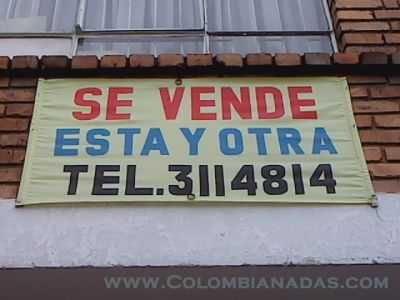 SE VENDE
ESTA Y OTRA
TEL. 3114814
www.Colombianadas.com